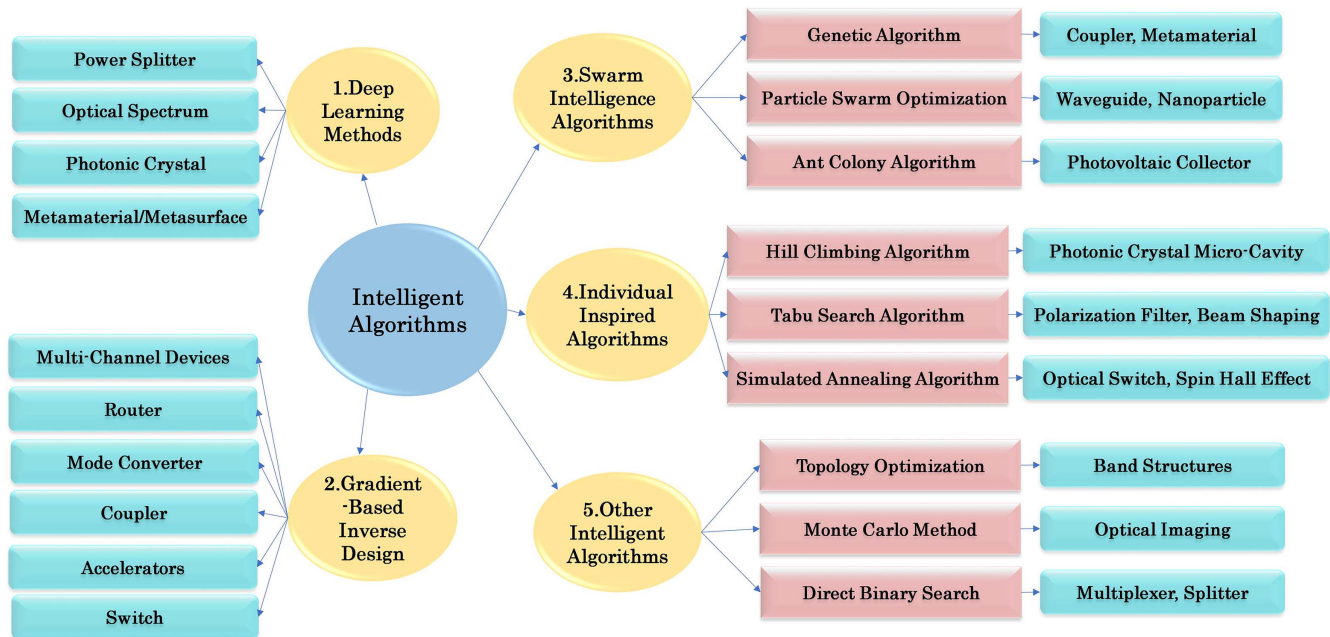 Intelligent
Algorithms
1.Deep
Learning
Methods
Power Splitter
Optical Spectrum
Photonic Crystal
Metamaterial/Metasurface
2.Gradient
-Based
Inverse
Design
Multi-Channel Devices
Router
Mode Converter
Coupler
Accelerators
Switch
3.Swarm
Intelligence
Algorithms
Genetic Algorithm
Coupler, Metamaterial
Particle Swarm Optimization
Waveguide, Nanoparticle
Ant Colony Algorithm
Photovoltaic Collector
4.Individual
Inspired
Algorithms
Hill Climbing Algorithm
Photonic Crystal Micro-Cavity
Tabu Search Algorithm
Polarization Filter, Beam Shaping
Simulated Annealing Algorithm
Optical Switch, Spin Hall Effect
5.Other
Intelligent
Algorithms
Topology Optimization
Band Structures
Monte Carlo Method
Optical Imaging
Direct Binary Search
Multiplexer, Splitter